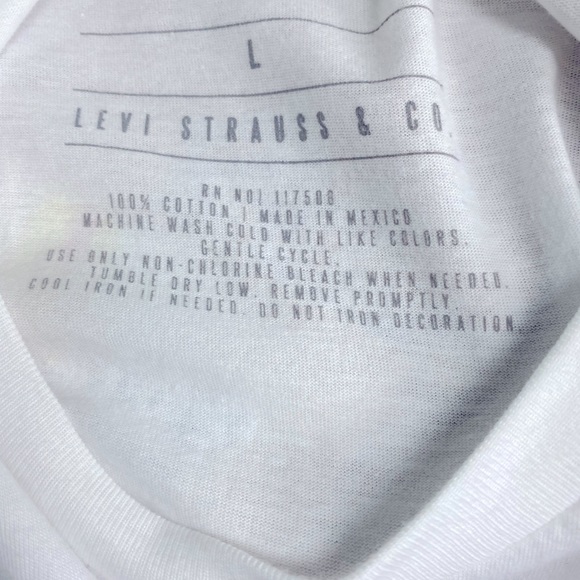 L
LEVI STRAUSS & CO.
RN NO| 117508
100% COTTON | MADE IN MEXICO
MACHINE WASH COLD WITH LIKE COLORS.
GENTLE CYCLE.
USE ONLY NON-CHLORINE BLEACH WHEN NEEDED.
TUMBLE DRY LOW. REMOVE PROMPTLY.
COOL IRON IF NEEDED. DO NOT IRON DECORATION.